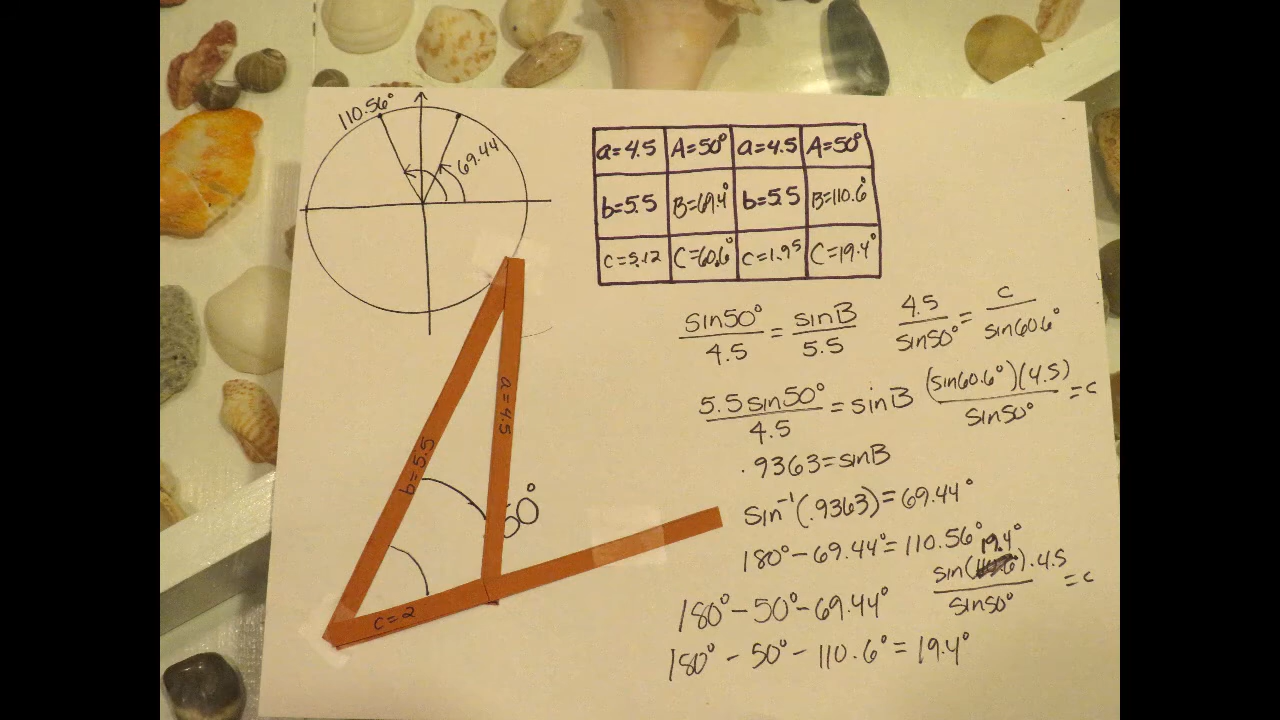 110.56°
69.44
a=4.5 A=50° a=4.5 A=50°
b=5.5 B=69.4° b=5.5 B=110.6°
c=5.12 C=60.6° c=1.95 C=19.4°
sin50°/4.5 = sinB/5.5
4.5/sin50° = c/sin60.6°
5.5sin50°/4.5 = sinB
(sin60.6°)(4.5)/sin50° = c
.9363=sinB
sin⁻¹(.9363)=69.44°
180°-69.44°=110.56°
19.4°
sin( )·4.5/sin50° = c
180°-50°-69.44°
180°-50°-110.6°=19.4°
a=4.5
b=5.5
50°
c=2